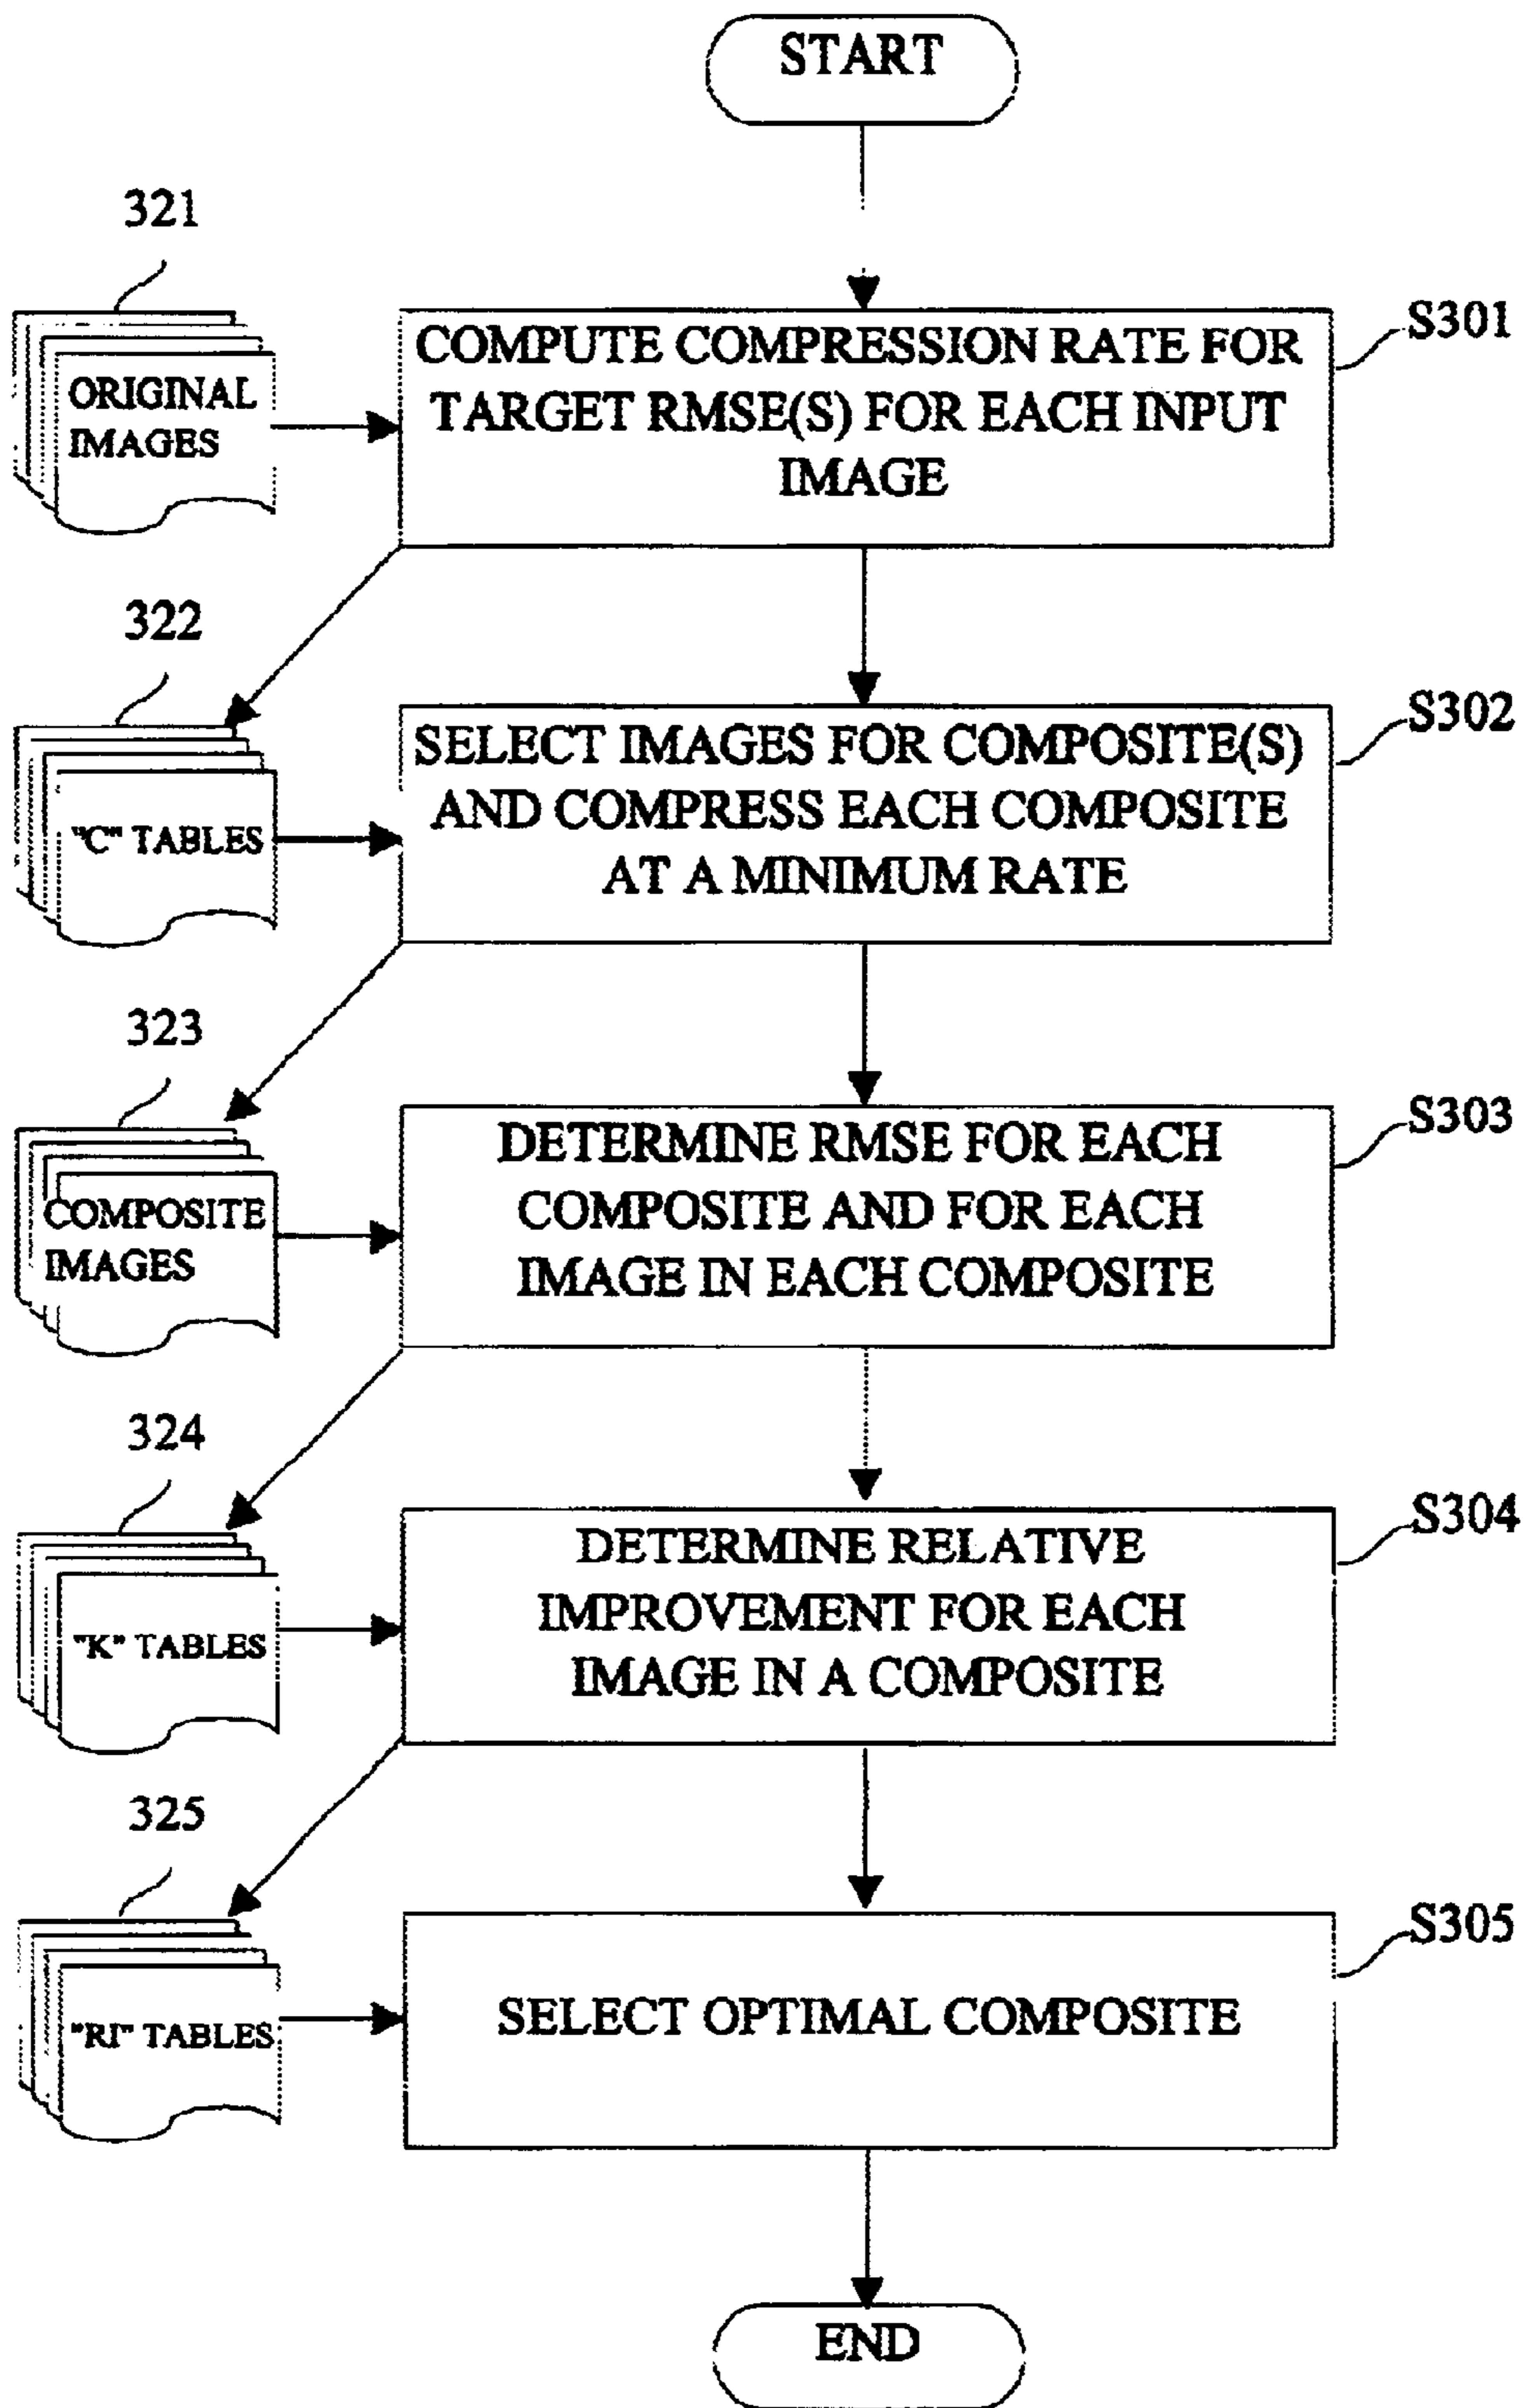 START
321
ORIGINAL
IMAGES
COMPUTE COMPRESSION RATE FOR
TARGET RMSE(S) FOR EACH INPUT
IMAGE
S301
322
"C" TABLES
SELECT IMAGES FOR COMPOSITE(S)
AND COMPRESS EACH COMPOSITE
AT A MINIMUM RATE
S302
323
COMPOSITE
IMAGES
DETERMINE RMSE FOR EACH
COMPOSITE AND FOR EACH
IMAGE IN EACH COMPOSITE
S303
324
"K" TABLES
DETERMINE RELATIVE
IMPROVEMENT FOR EACH
IMAGE IN A COMPOSITE
S304
325
"RI" TABLES
SELECT OPTIMAL COMPOSITE
S305
END